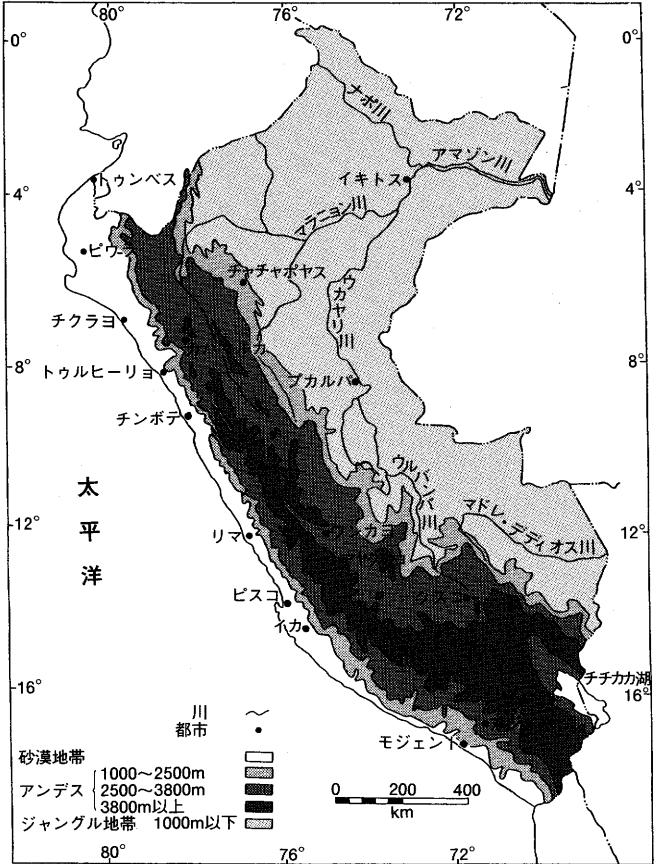 80°
76°
72°
0°
0°
ナポ川
アマゾン川
トゥンベス
イキトス
4°
4°
マラニョン川
ピウラ
チャチャポヤス
ウカヤリ川
チクラヨ
8°
トゥルヒーリョ
プカルパ
8°
チンボテ
太平洋
ウルバンバ川
マドレ・デディオス川
12°
リマ
12°
ピスコ
イカ
チチカカ湖
16°
16°
川
都市
モジェンド
砂漠地帯
アンデス
1000〜2500m
2500〜3800m
3800m以上
ジャングル地帯 1000m以下
0 200 400
km
80°
76°
72°